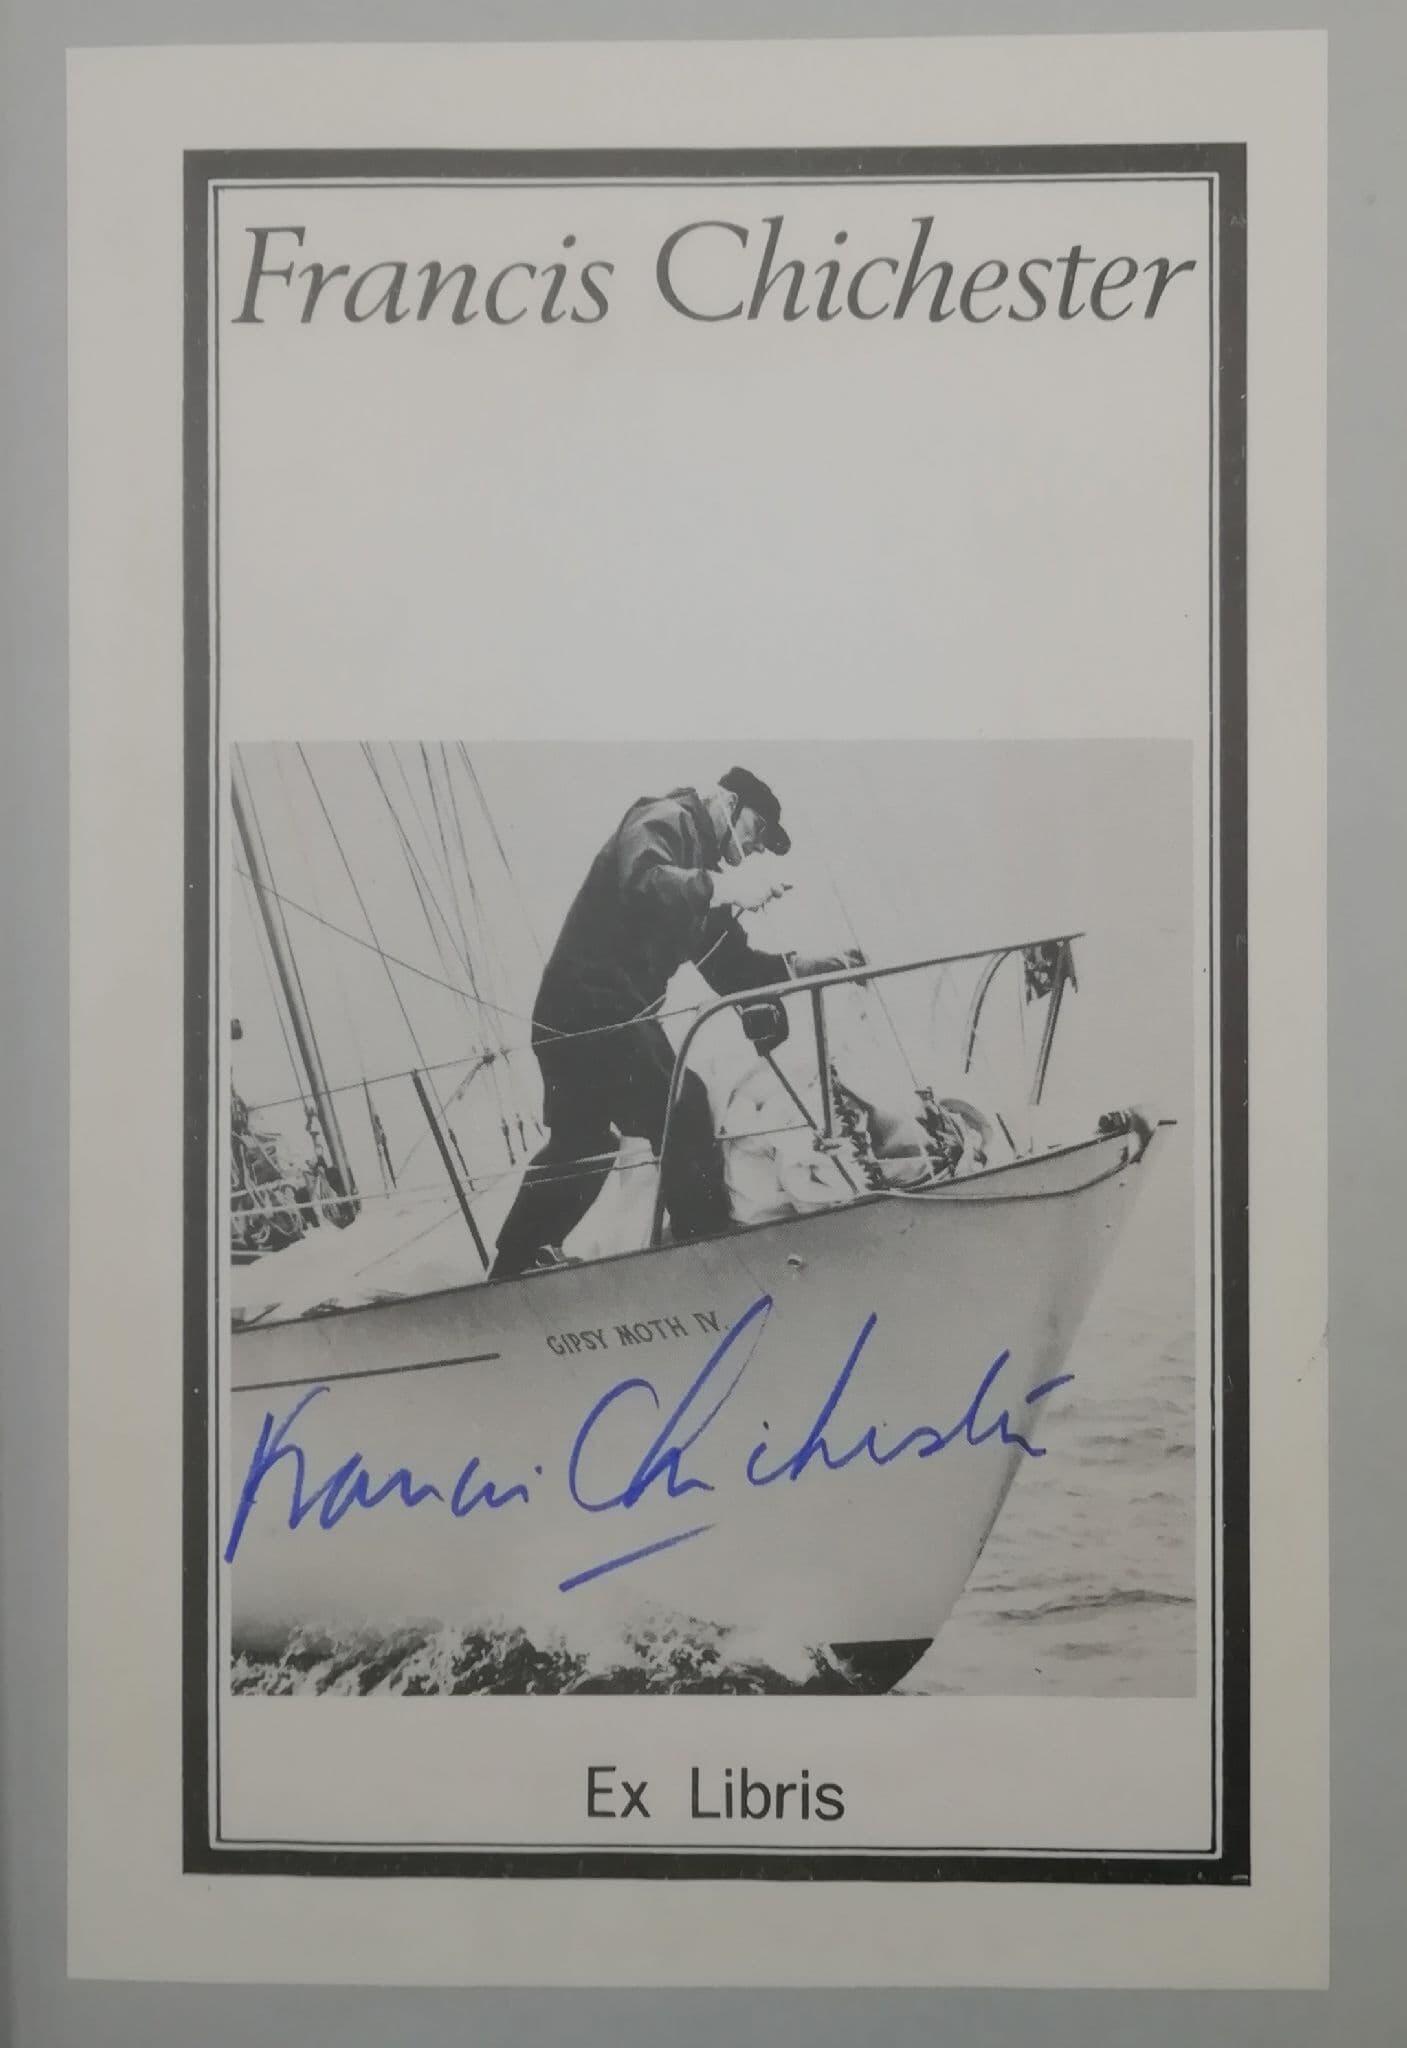 Francis Chichester
GIPSY MOTH IV.
Francis Chichester
Ex Libris